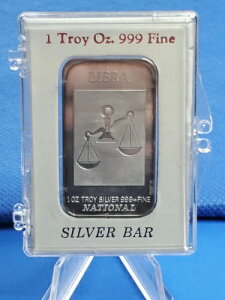 1 Troy Oz. 999 Fine
LIBRA
1 OZ TROY SILVER 999+FINE
NATIONAL
SILVER BAR